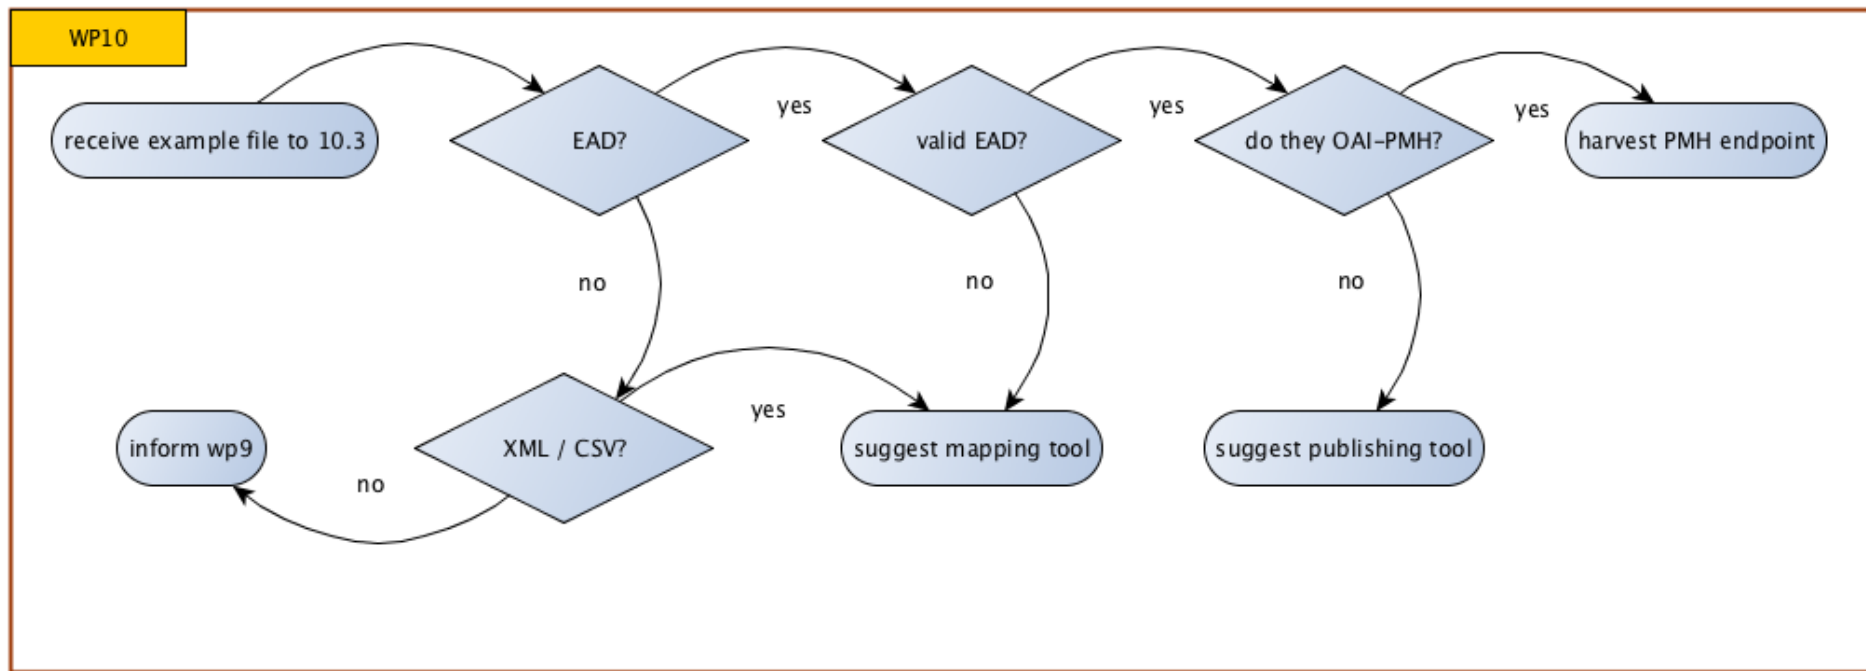 WP10
receive example file to 10.3
EAD?
yes
valid EAD?
yes
do they OAI-PMH?
yes
harvest PMH endpoint
no
no
no
inform wp9
no
XML / CSV?
yes
suggest mapping tool
suggest publishing tool